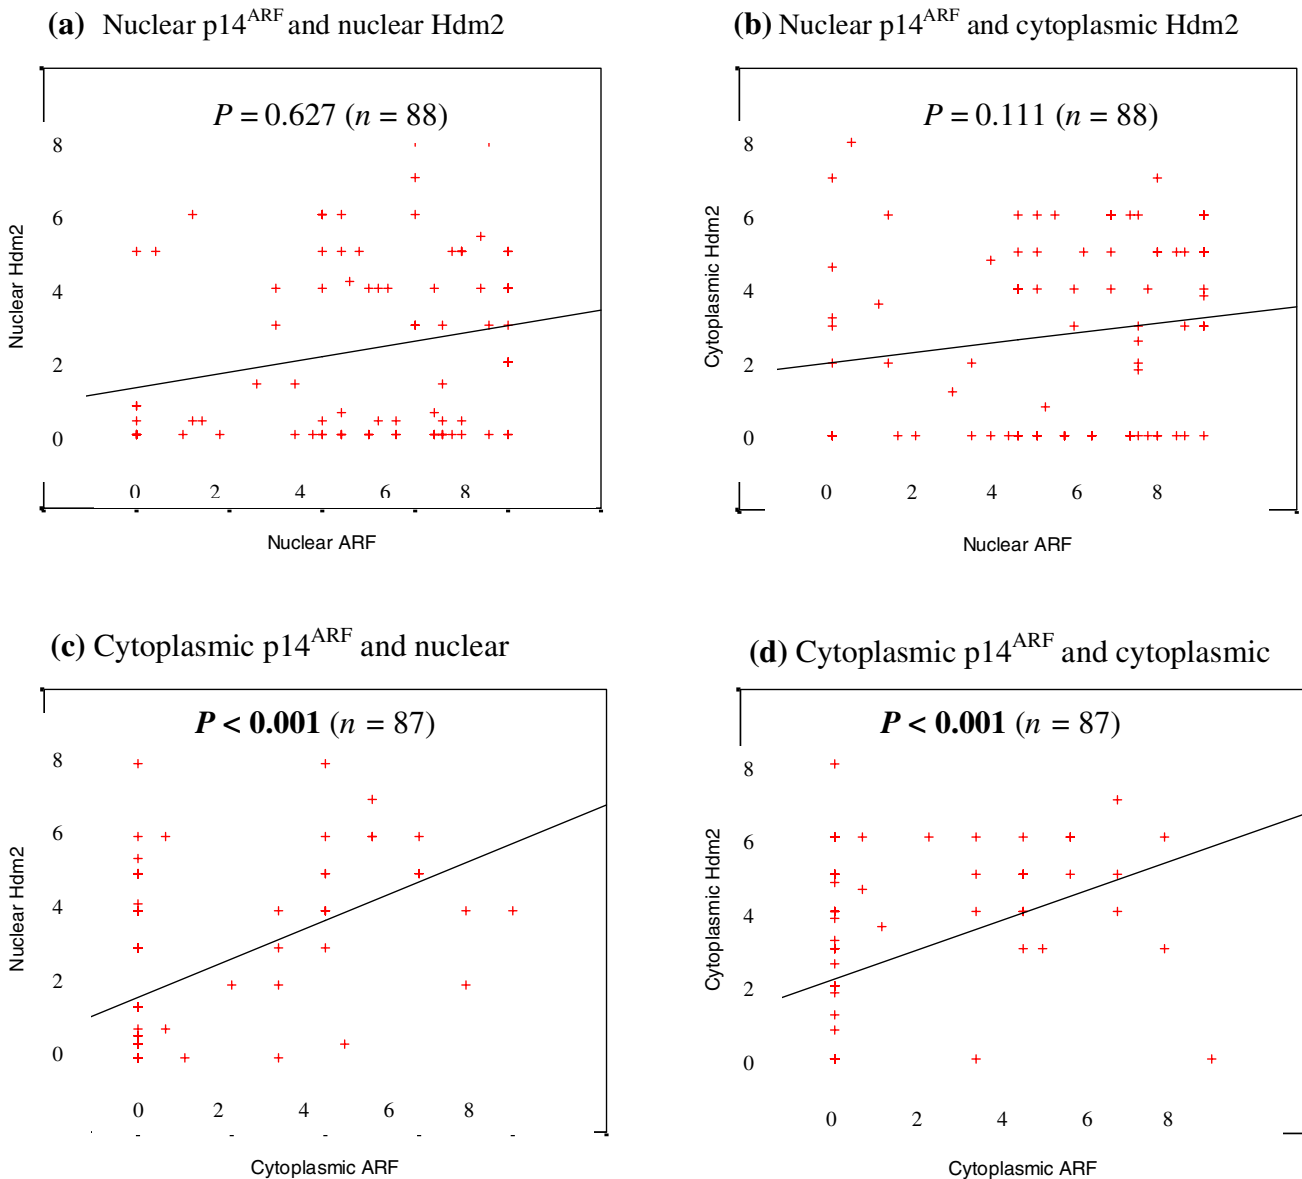 (a) Nuclear p14ARF and nuclear Hdm2
P = 0.627 (n = 88)
8
6
4
2
0
Nuclear Hdm2
0 2 4 6 8
Nuclear ARF
(b) Nuclear p14ARF and cytoplasmic Hdm2
P = 0.111 (n = 88)
8
6
4
2
0
Cytoplasmic Hdm2
0 2 4 6 8
Nuclear ARF
(c) Cytoplasmic p14ARF and nuclear
P < 0.001 (n = 87)
8
6
4
2
0
Nuclear Hdm2
0 2 4 6 8
Cytoplasmic ARF
(d) Cytoplasmic p14ARF and cytoplasmic
P < 0.001 (n = 87)
8
6
4
2
0
Cytoplasmic Hdm2
0 2 4 6 8
Cytoplasmic ARF